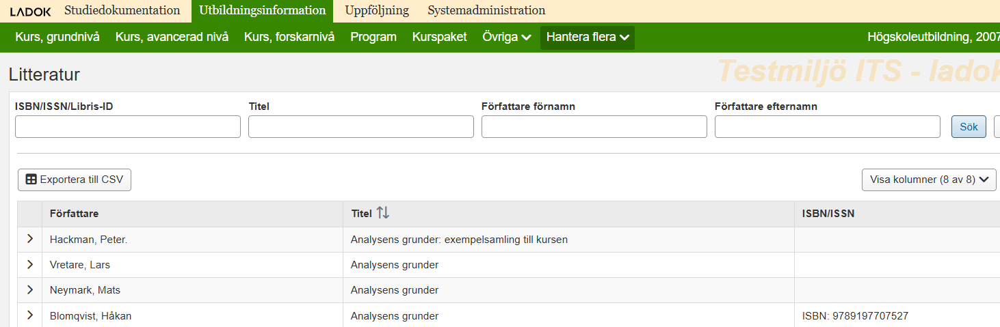 LADOK Studiedokumentation Utbildningsinformation Uppföljning Systemadministration
Kurs, grundnivå Kurs, avancerad nivå Kurs, forskarnivå Program Kurspaket Övriga Hantera flera Högskoleutbildning, 2007
Litteratur Testmiljö ITS - ladok
ISBN/ISSN/Libris-ID Titel Författare förnamn Författare efternamn
Sök
Exportera till CSV Visa kolumner (8 av 8)
Författare Titel ISBN/ISSN
Hackman, Peter. Analysens grunder: exempelsamling till kursen
Vretare, Lars Analysens grunder
Neymark, Mats Analysens grunder
Blomqvist, Håkan Analysens grunder ISBN: 9789197707527